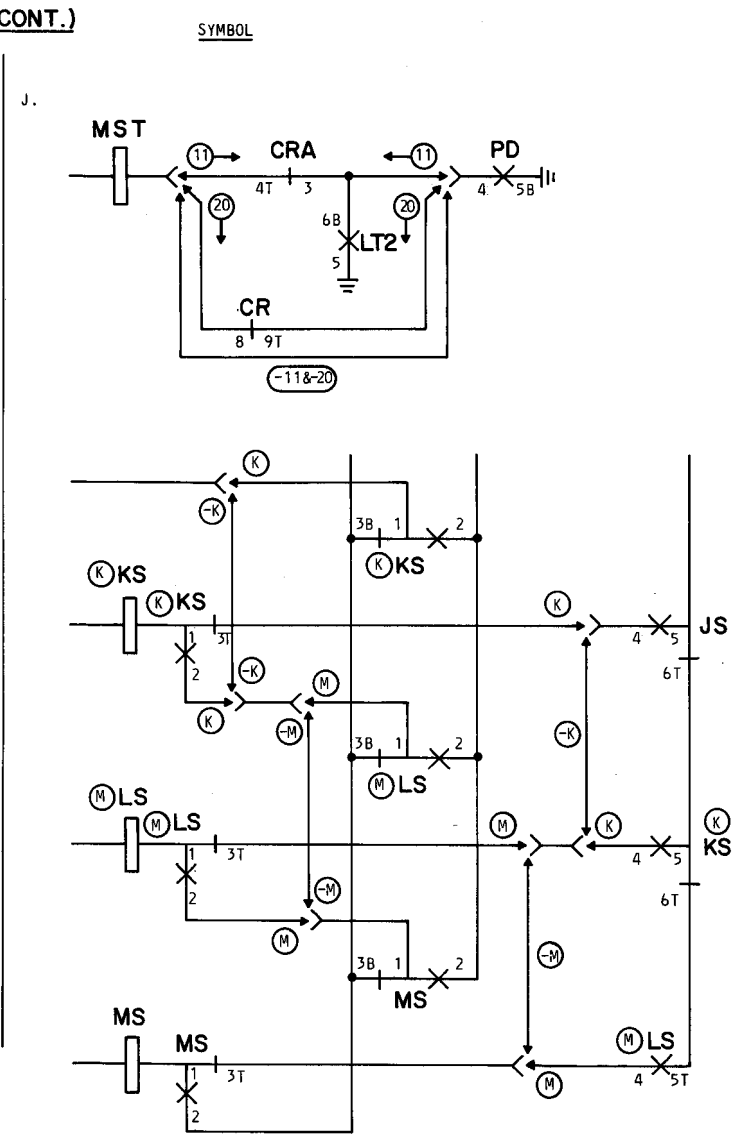 CONT.)
SYMBOL
J.
MST
11
CRA
11
PD
4T
3
4
5B
20
6B
20
LT2
5
CR
8
9T
-11&-20
K
-K
3B
1
2
K KS
K KS
K KS
K
1
3T
4
5
JS
2
6T
-K
K
M
-M
-K
3B
1
2
M LS
M LS
M LS
M
K
K
1
3T
4
5
KS
2
-M
6T
M
-M
3B
1
2
MS
MS
MS
M LS
1
3T
M
4
5T
2